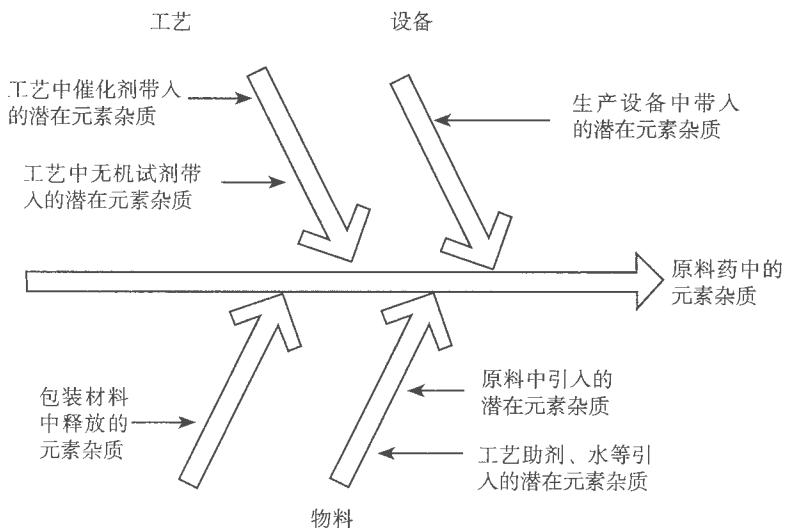 工艺
设备
工艺中催化剂带入
的潜在元素杂质
生产设备中带入
的潜在元素杂质
工艺中无机试剂带
入的潜在元素杂质
原料药中的
元素杂质
包装材料
中释放的
元素杂质
原料中引入的
潜在元素杂质
工艺助剂、水等引
入的潜在元素杂质
物料